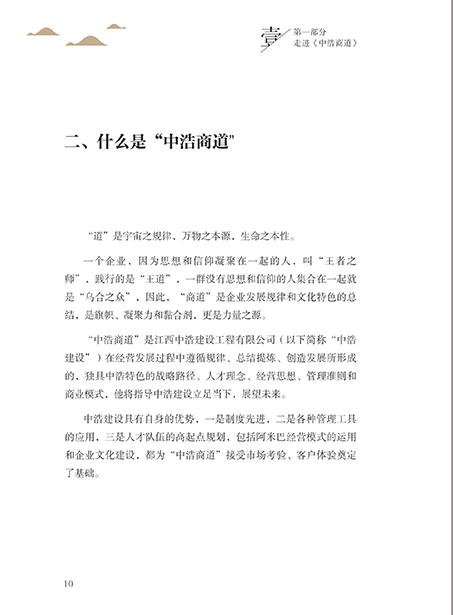 壹
第一部分
走进《中浩商道》
二、什么是“中浩商道”
“道”是宇宙之规律，万物之本源，生命之本性。
一个企业，因为思想和信仰凝聚在一起的人，叫“王者之
师”，践行的是“王道”，一群没有思想和信仰的人集合在一起就
是“乌合之众”，因此，“商道”是企业发展规律和文化特色的总
结，是旗帜、凝聚力和黏合剂，更是力量之源。
“中浩商道”是江西中浩建设工程有限公司（以下简称“中浩
建设”）在经营发展过程中遵循规律、总结提炼、创造发展所形成
的，独具中浩特色的战略路径、人才理念、经营思想、管理准则和
商业模式，他将指导中浩建设立足当下，展望未来。
中浩建设具有自身的优势，一是制度先进，二是各种管理工具
的应用，三是人才队伍的高起点规划，包括阿米巴经营模式的运用
和企业文化建设，都为“中浩商道”接受市场考验、客户体验奠定
了基础。
10